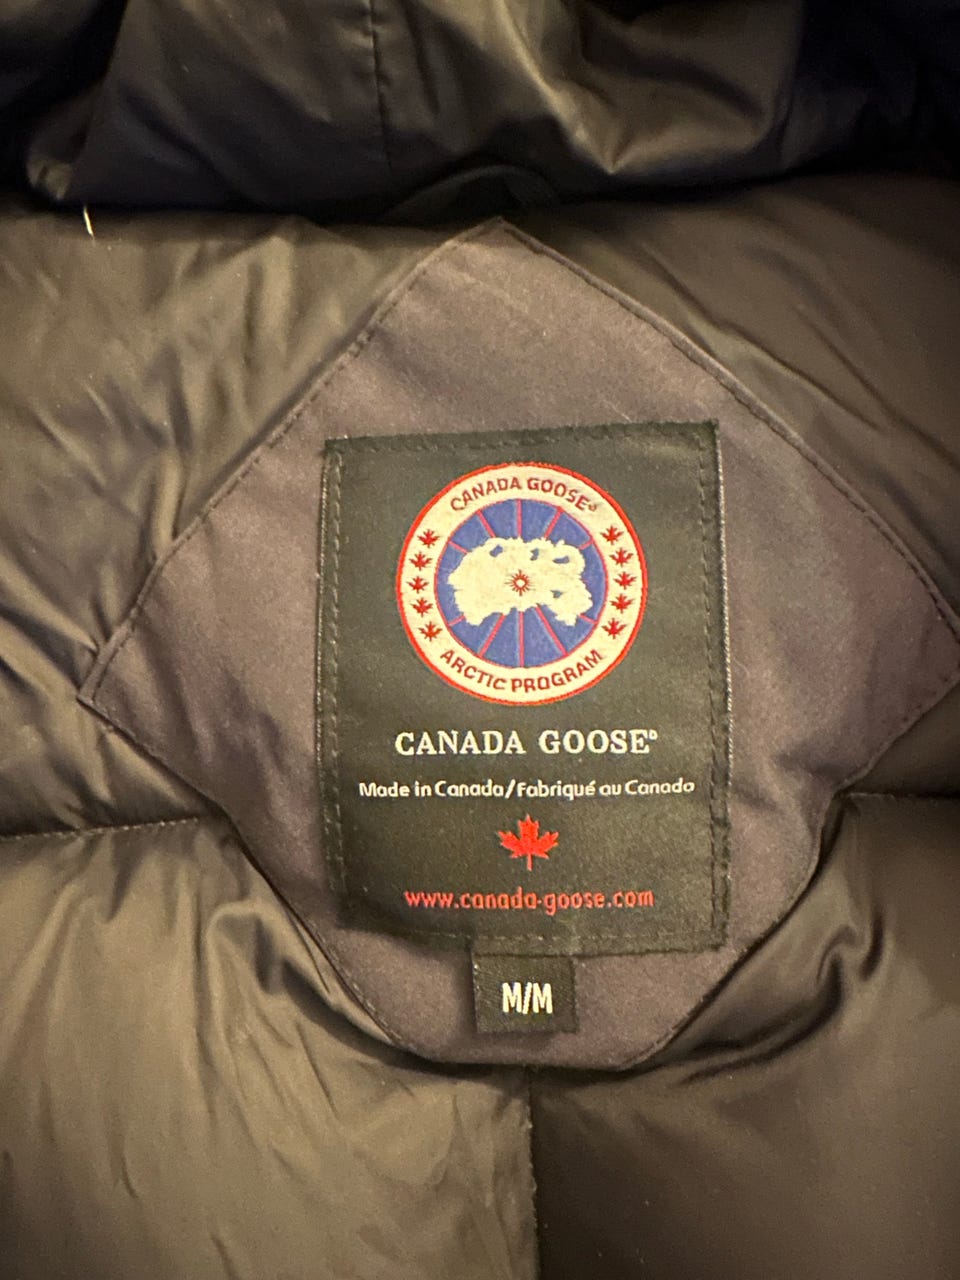 CANADA GOOSE®
ARCTIC PROGRAM
CANADA GOOSE®
Made in Canada/Fabriqué au Canada
www.canada-goose.com
M/M